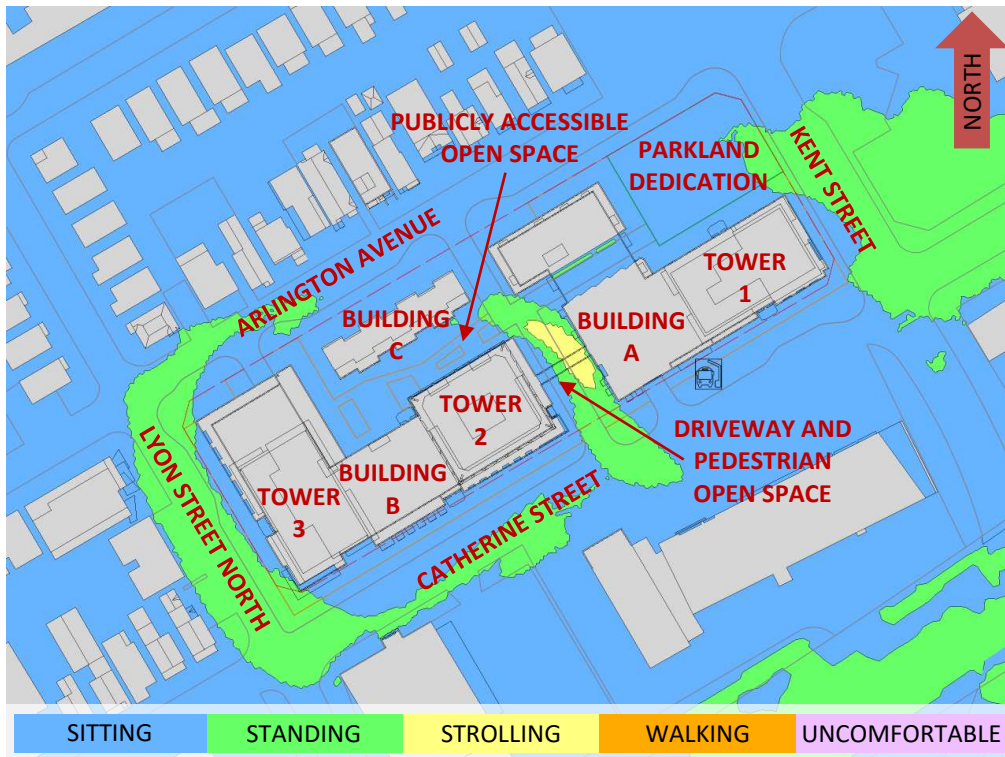 NORTH
PUBLICLY ACCESSIBLE
OPEN SPACE
PARKLAND
DEDICATION
KENT STREET
ARLINGTON AVENUE
TOWER
1
BUILDING
A
BUILDING
C
TOWER
2
DRIVEWAY AND
PEDESTRIAN
OPEN SPACE
LYON STREET NORTH
TOWER
3
BUILDING
B
CATHERINE STREET
SITTING
STANDING
STROLLING
WALKING
UNCOMFORTABLE